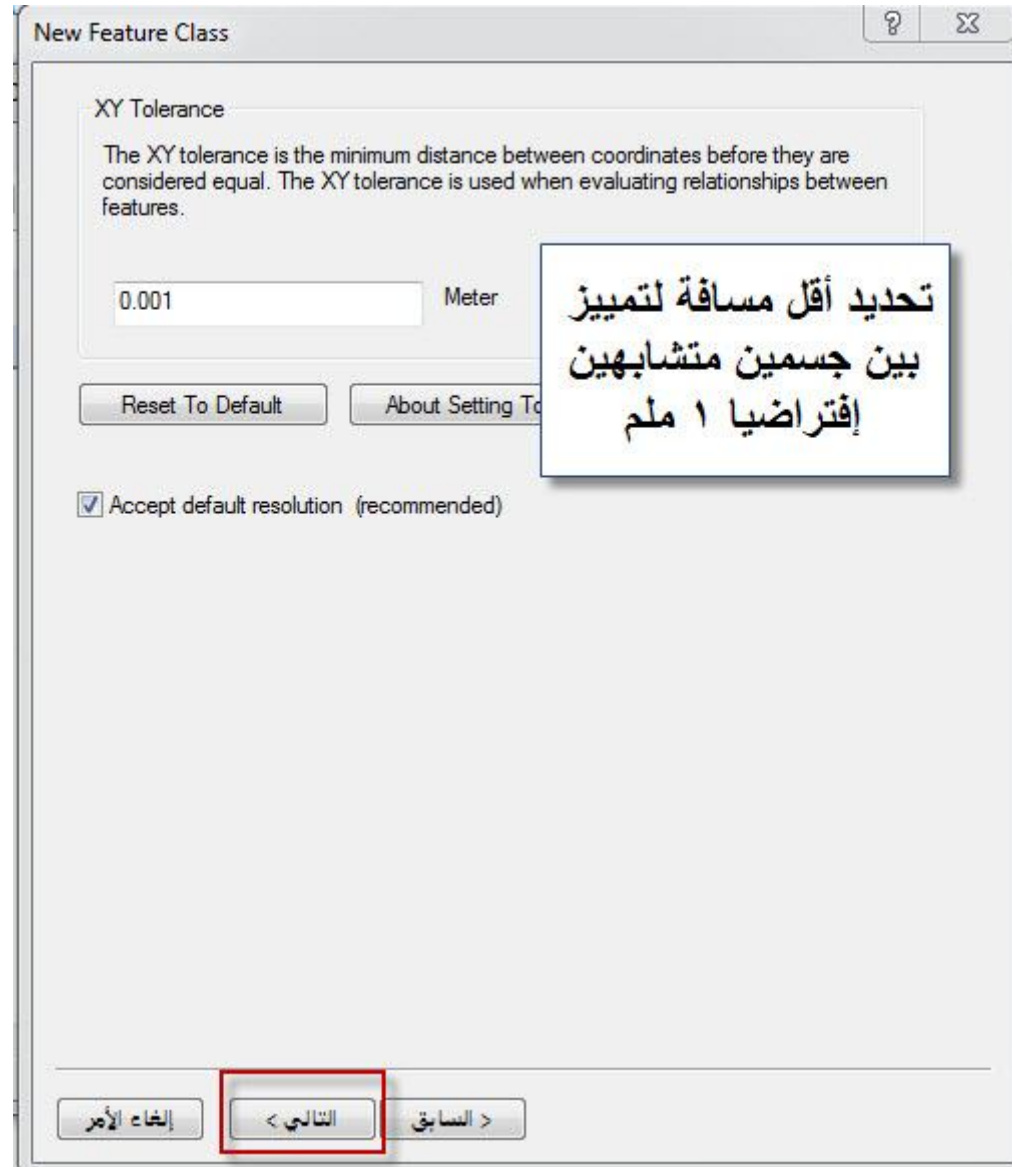 New Feature Class
XY Tolerance
The XY tolerance is the minimum distance between coordinates before they are
considered equal. The XY tolerance is used when evaluating relationships between
features.
0.001 Meter
تحديد أقل مسافة لتمييز
بين جسمين متشابهين
إفتراضيا ١ ملم
Reset To Default About Setting
Accept default resolution (recommended)
< السابق التالي > إلغاء الأمر